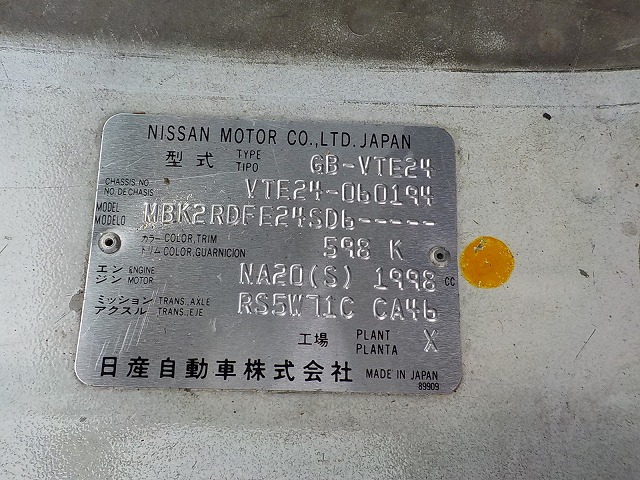 NISSAN MOTOR CO.,LTD. JAPAN
型式 TYPE TIPO GB-VTE24
CHASSIS NO. NO. DE CHASIS VTE24-060194
MODEL MODELO MBK2RDFE24SD6-----
カラー COLOR, TRIM トリム COLOR, GUARNICION 598 K
エンジン ENGINE MOTOR NA20(S) 1998 CC
ミッション TRANS., AXLE アクスル TRANS., EJE RS5W71C CA46
工場 PLANT PLANTA X
日産自動車株式会社 MADE IN JAPAN
89909